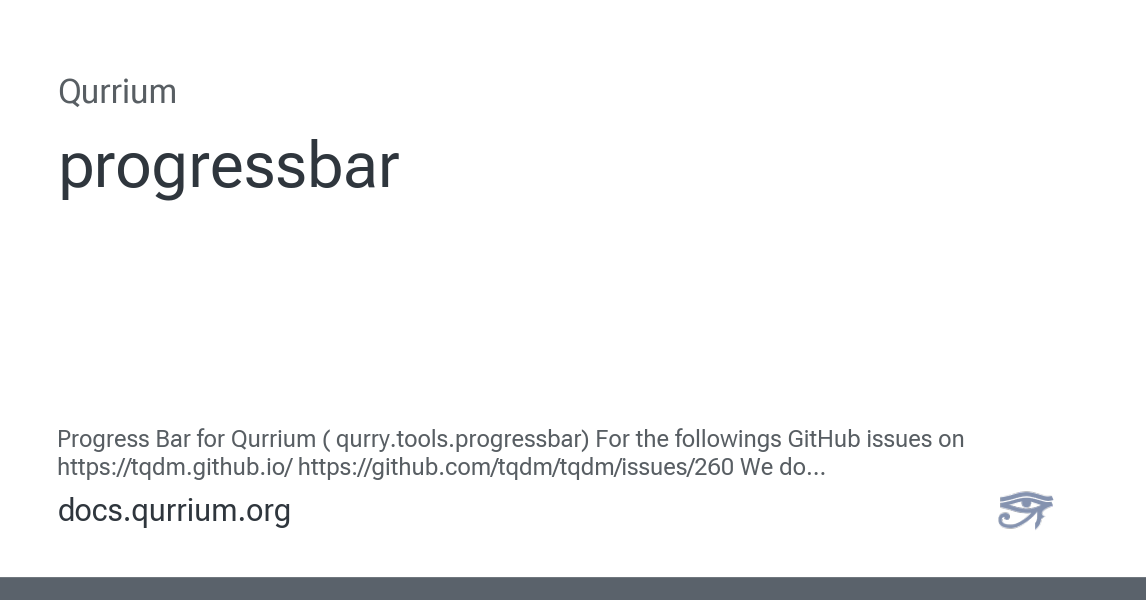 Qurrium
progressbar
Progress Bar for Qurrium ( qurry.tools.progressbar) For the followings GitHub issues on
https://tqdm.github.io/ https://github.com/tqdm/tqdm/issues/260 We do...
docs.qurrium.org